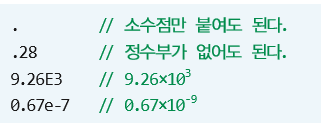 . // 소수점만 붙여도 된다.
.28 // 정수부가 없어도 된다.
9.26E3 // 9.26×10³
0.67e-7 // 0.67×10⁻⁹